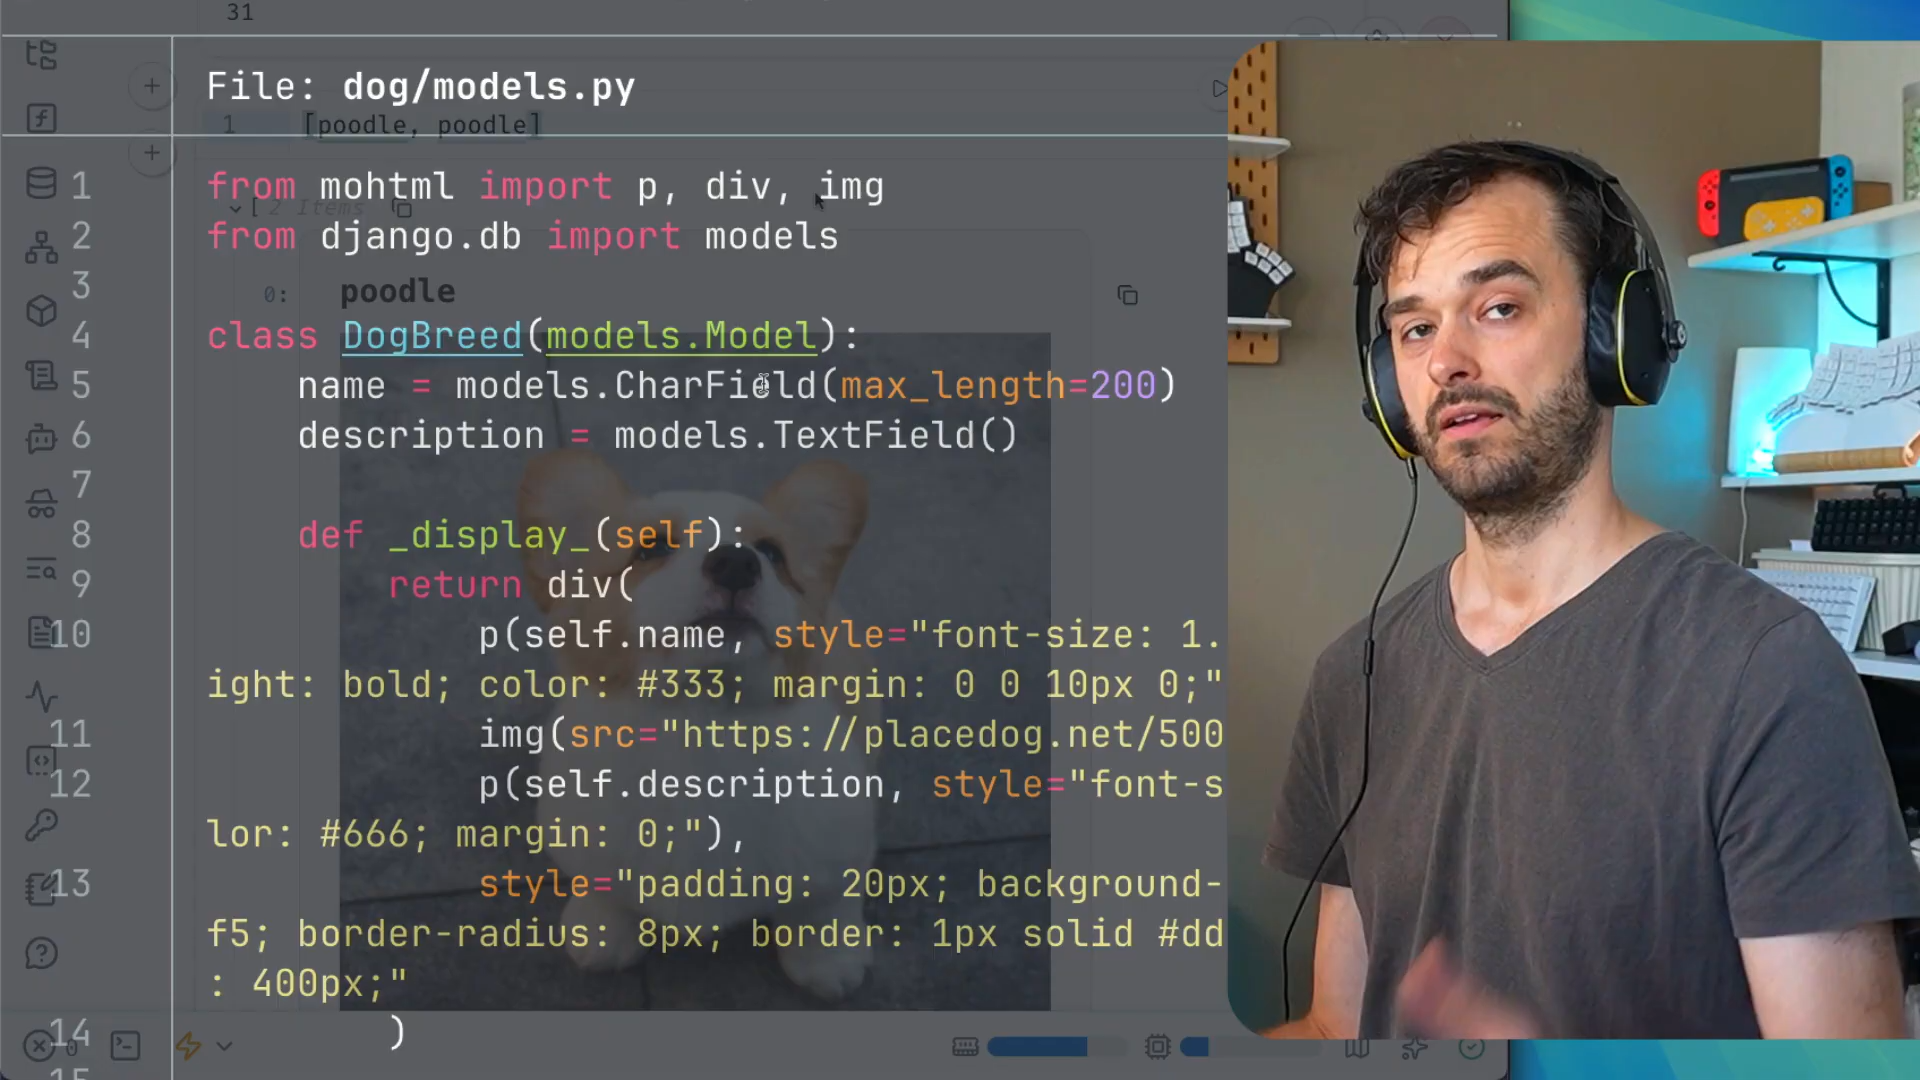 31
File: dog/models.py
1 [poodle, poodle]
1 from mohtml import p, div, img
[ 2 Items
2 from django.db import models
3
0: poodle
4 class DogBreed(models.Model):
5 name = models.CharField(max_length=200)
6 description = models.TextField()
7
8 def _display_(self):
9 return div(
10 p(self.name, style="font-size: 1.
ight: bold; color: #333; margin: 0 0 10px 0;"
11 img(src="https://placedog.net/500
12 p(self.description, style="font-s
lor: #666; margin: 0;"),
13 style="padding: 20px; background-
f5; border-radius: 8px; border: 1px solid #dd
: 400px;"
14 )
0
15